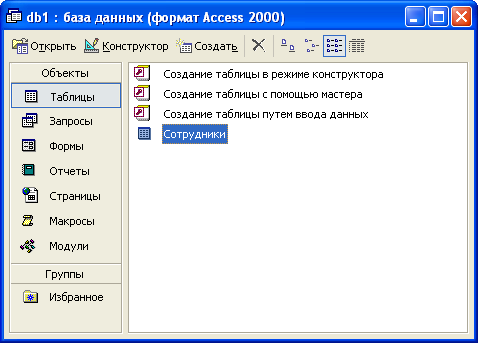 db1 : база данных (формат Access 2000)
Открыть Конструктор Создать
Объекты
Таблицы
Запросы
Формы
Отчеты
Страницы
Макросы
Модули
Группы
Избранное
Создание таблицы в режиме конструктора
Создание таблицы с помощью мастера
Создание таблицы путем ввода данных
Сотрудники